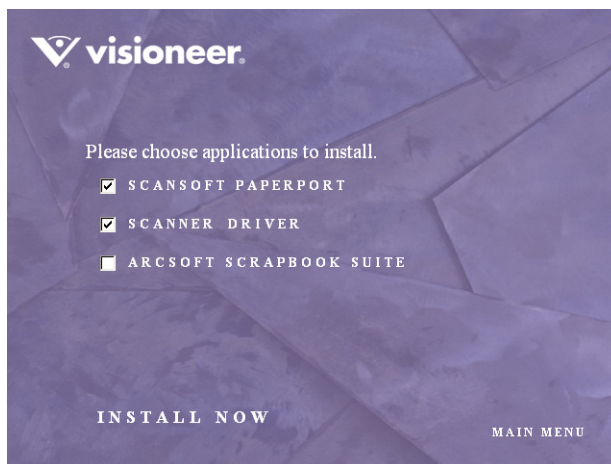 visioneer®
Please choose applications to install.
SCANSOFT PAPERPORT
SCANNER DRIVER
ARCSOFT SCRAPBOOK SUITE
INSTALL NOW
MAIN MENU